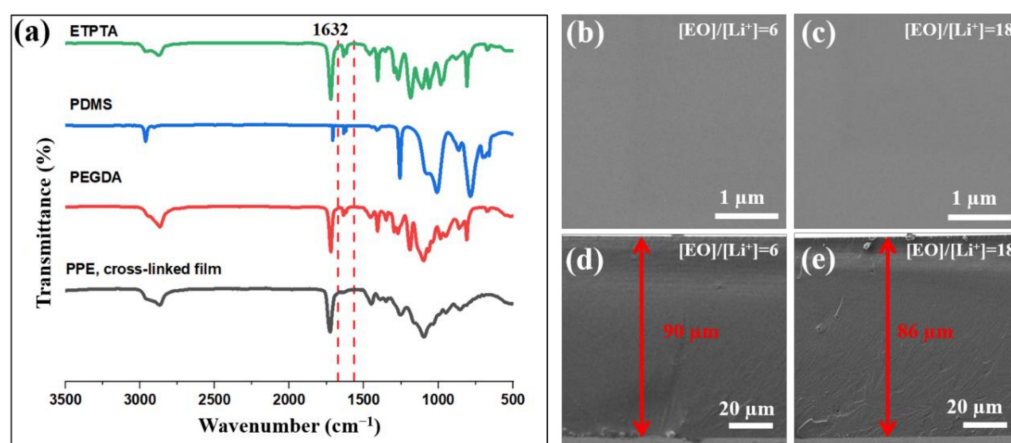 (a)
1632
ETPTA
PDMS
PEGDA
PPE, cross-linked film
Transmittance (%)
3500 3000 2500 2000 1500 1000 500
Wavenumber (cm⁻¹)
(b) [EO]/[Li⁺]=6
1 μm
(c) [EO]/[Li⁺]=18
1 μm
(d) [EO]/[Li⁺]=6
90 μm
20 μm
(e) [EO]/[Li⁺]=18
86 μm
20 μm